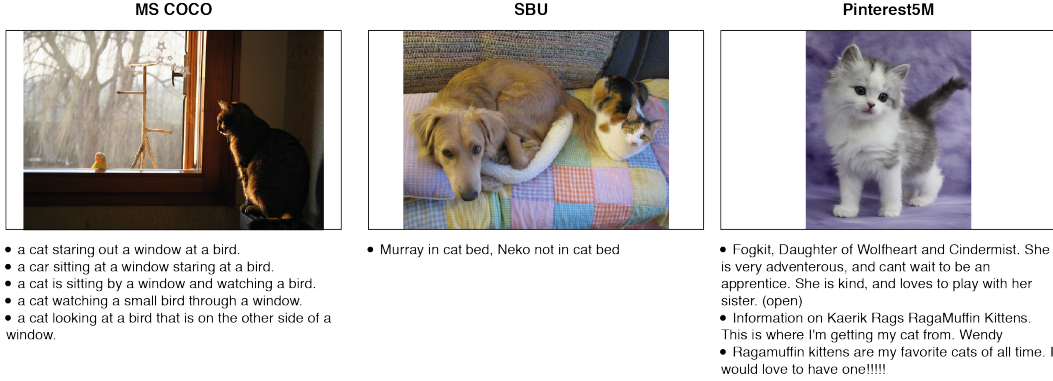 MS COCO
SBU
Pinterest5M
• a cat staring out a window at a bird.
• a car sitting at a window staring at a bird.
• a cat is sitting by a window and watching a bird.
• a cat watching a small bird through a window.
• a cat looking at a bird that is on the other side of a
window.
• Murray in cat bed, Neko not in cat bed
• Fogkit, Daughter of Wolfheart and Cindermist. She
is very adventerous, and cant wait to be an
apprentice. She is kind, and loves to play with her
sister. (open)
• Information on Kaerik Rags RagaMuffin Kittens.
This is where I'm getting my cat from. Wendy
• Ragamuffin kittens are my favorite cats of all time. I
would love to have one!!!!!